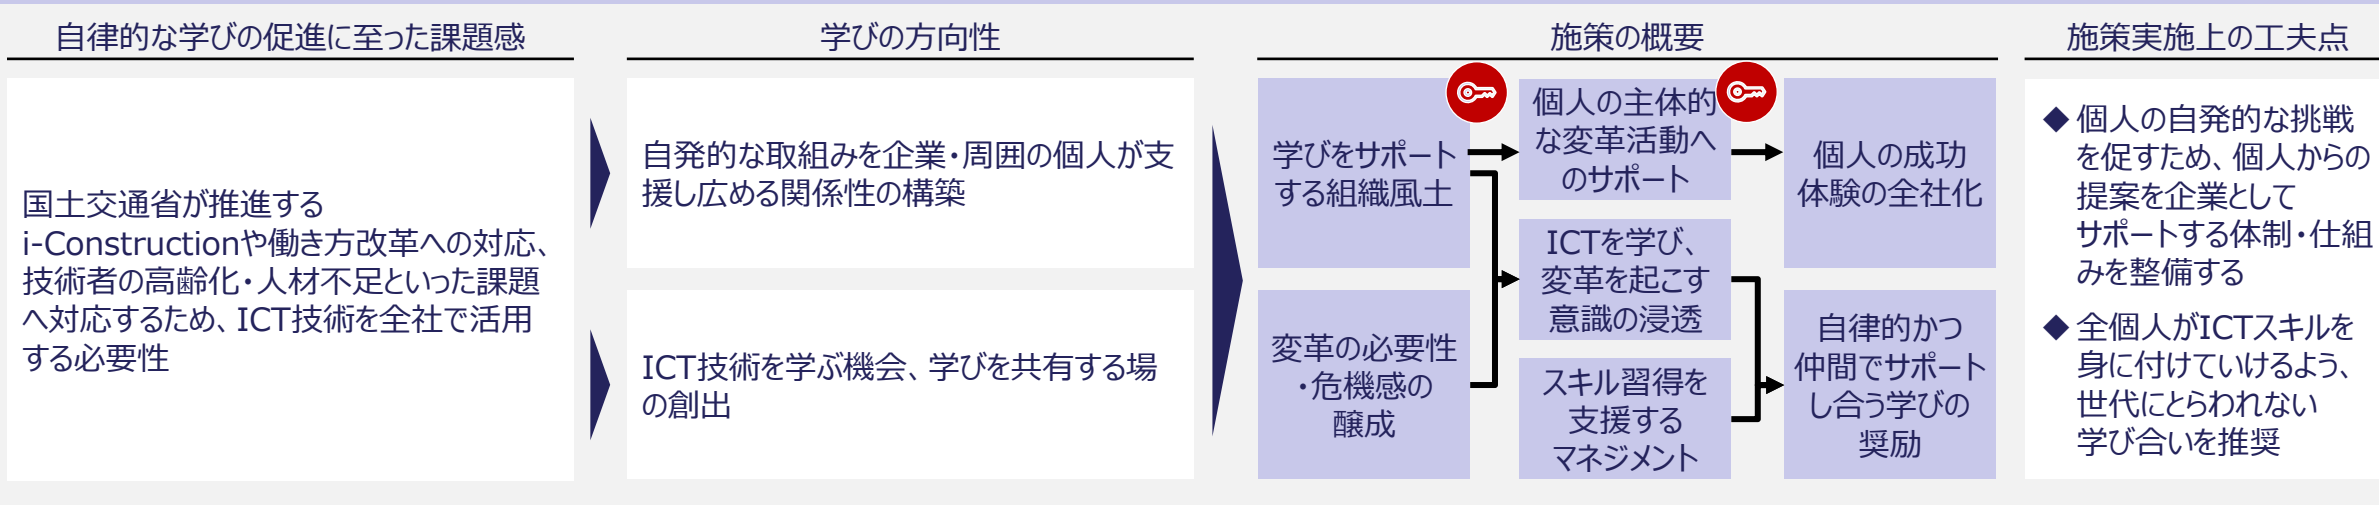 自律的な学びの促進に至った課題感
国土交通省が推進する
i-Constructionや働き方改革への対応、
技術者の高齢化・人材不足といった課題
へ対応するため、ICT技術を全社で活用
する必要性
学びの方向性
自発的な取組みを企業・周囲の個人が支
援し広める関係性の構築
ICT技術を学ぶ機会、学びを共有する場
の創出
施策の概要
学びをサポート
する組織風土
変革の必要性
・危機感の
醸成
個人の主体的
な変革活動へ
のサポート
ICTを学び、
変革を起こす
意識の浸透
スキル習得を
支援する
マネジメント
個人の成功
体験の全社化
自律的かつ
仲間でサポート
し合う学びの
奨励
施策実施上の工夫点
◆ 個人の自発的な挑戦
を促すため、個人からの
提案を企業として
サポートする体制・仕組
みを整備する
◆ 全個人がICTスキルを
身に付けていけるよう、
世代にとらわれない
学び合いを推奨